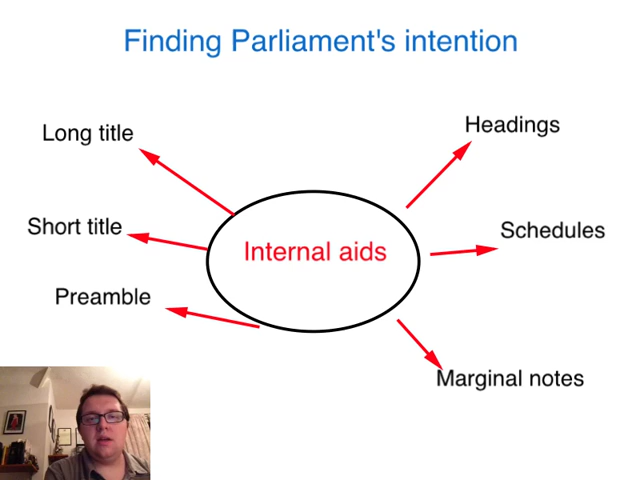 Finding Parliament's intention
Long title
Headings
Short title
Schedules
Internal aids
Preamble
Marginal notes